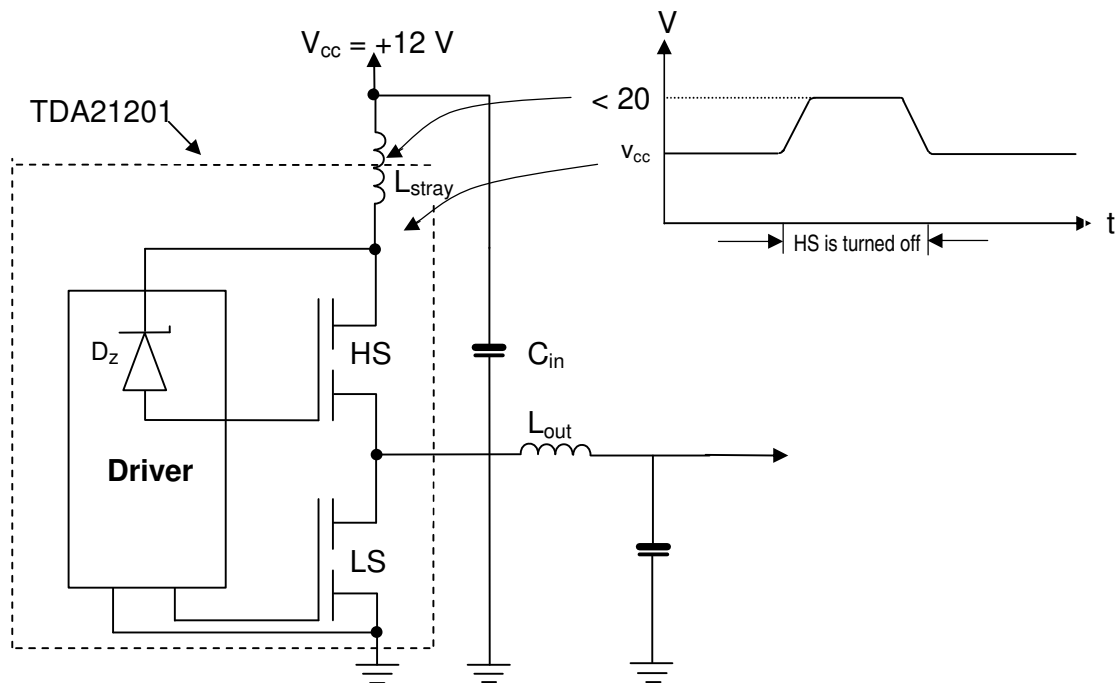 V_cc = +12 V
TDA21201
L_stray
D_z
Driver
HS
LS
C_in
L_out
V
< 20
v_cc
t
HS is turned off